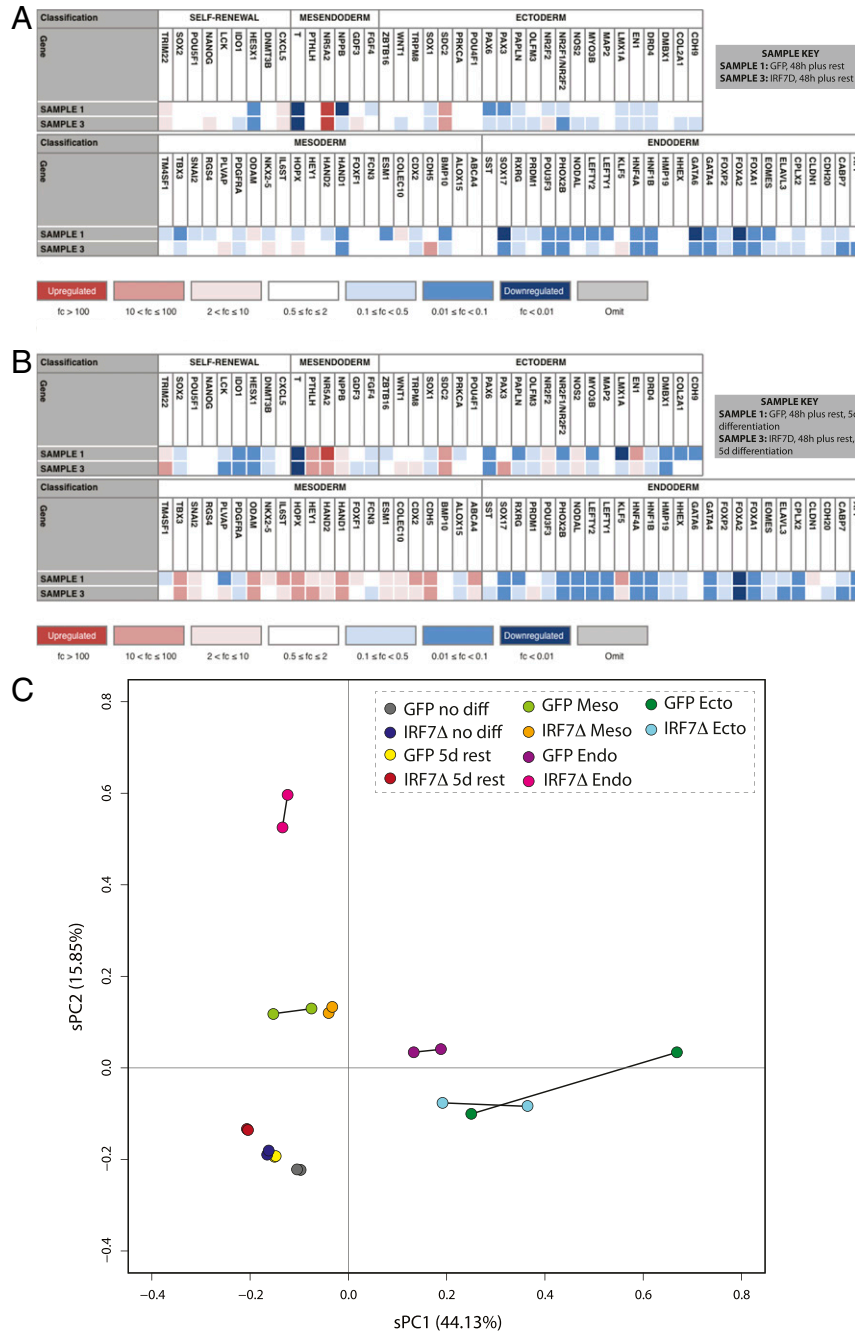 A
Classification SELF-RENEWAL MESENDODERM ECTODERM
Gene TRIM22 SOX2 POU5F1 NANOG LCK IDO1 HESX1 DNMT3B CXCL5 T PTHLH NR5A2 NPPB GDF3 FGF4 ZBTB16 WNT1 TRPM8 SOX1 SDC2 PRKCA POU4F1 PAX6 PAX3 PAPLN OLFM3 NR2F2 NR2F1/NR2F2 NOS2 MYO3B MAP2 LMX1A EN1 DRD4 DMBX1 COL2A1 CDH9
SAMPLE 1
SAMPLE 3
SAMPLE KEY
SAMPLE 1: GFP, 48h plus rest
SAMPLE 3: IRF7D, 48h plus rest
Classification MESODERM ENDODERM
Gene TM4SF1 TBX3 SNAI2 RGS4 PLVAP PDGFRA ODAM NKX2-5 IL6ST HOPX HEY1 HAND2 HAND1 FOXF1 FCN3 ESM1 COLEC10 CDX2 CDH5 BMP10 ALOX15 ABCA4 SST SOX17 RXRG PRDM1 POU3F3 PHOX2B NODAL LEFTY2 LEFTY1 KLF5 HNF4A HNF1B HMP19 HHEX GATA6 GATA4 FOXP2 FOXA2 FOXA1 EOMES ELAVL3 CPLX2 CLDN1 CDH20 CABP7
SAMPLE 1
SAMPLE 3
Upregulated Downregulated
fc > 100 10 < fc ≤ 100 2 < fc ≤ 10 0.5 ≤ fc ≤ 2 0.1 ≤ fc < 0.5 0.01 ≤ fc < 0.1 fc < 0.01 Omit
B
Classification SELF-RENEWAL MESENDODERM ECTODERM
Gene TRIM22 SOX2 POU5F1 NANOG LCK IDO1 HESX1 DNMT3B CXCL5 T PTHLH NR5A2 NPPB GDF3 FGF4 ZBTB16 WNT1 TRPM8 SOX1 SDC2 PRKCA POU4F1 PAX6 PAX3 PAPLN OLFM3 NR2F2 NR2F1/NR2F2 NOS2 MYO3B MAP2 LMX1A EN1 DRD4 DMBX1 COL2A1 CDH9
SAMPLE 1
SAMPLE 3
SAMPLE KEY
SAMPLE 1: GFP, 48h plus rest, 5d
differentiation
SAMPLE 3: IRF7D, 48h plus rest,
5d differentiation
Classification MESODERM ENDODERM
Gene TM4SF1 TBX3 SNAI2 RGS4 PLVAP PDGFRA ODAM NKX2-5 IL6ST HOPX HEY1 HAND2 HAND1 FOXF1 FCN3 ESM1 COLEC10 CDX2 CDH5 BMP10 ALOX15 ABCA4 SST SOX17 RXRG PRDM1 POU3F3 PHOX2B NODAL LEFTY2 LEFTY1 KLF5 HNF4A HNF1B HMP19 HHEX GATA6 GATA4 FOXP2 FOXA2 FOXA1 EOMES ELAVL3 CPLX2 CLDN1 CDH20 CABP7
SAMPLE 1
SAMPLE 3
Upregulated Downregulated
fc > 100 10 < fc ≤ 100 2 < fc ≤ 10 0.5 ≤ fc ≤ 2 0.1 ≤ fc < 0.5 0.01 ≤ fc < 0.1 fc < 0.01 Omit
C
GFP no diff GFP Meso GFP Ecto
IRF7Δ no diff IRF7Δ Meso IRF7Δ Ecto
GFP 5d rest GFP Endo
IRF7Δ 5d rest IRF7Δ Endo
0.8
0.6
0.4
0.2
0.0
−0.2
−0.4
sPC2 (15.85%)
−0.4 −0.2 0.0 0.2 0.4 0.6 0.8
sPC1 (44.13%)